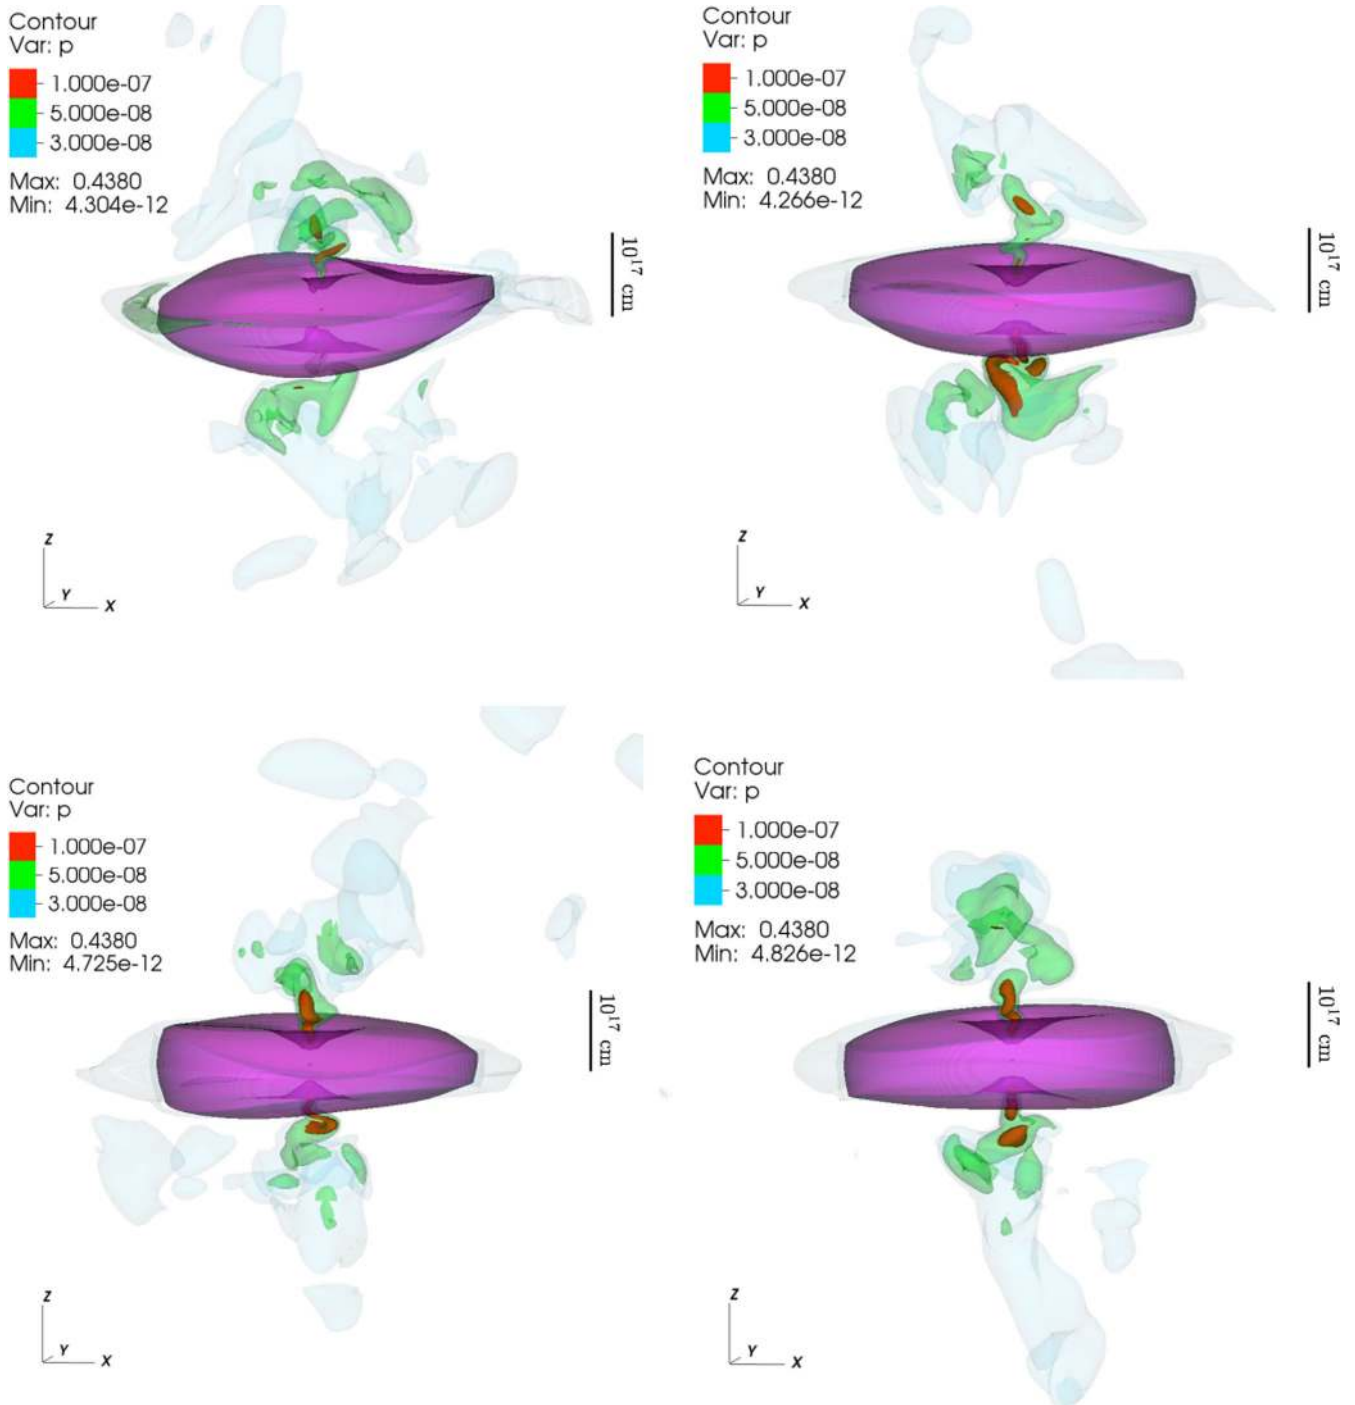 Contour
Var: p
1.000e-07
5.000e-08
3.000e-08
Max: 0.4380
Min: 4.304e-12
10^17 cm
Z
Y
X
Contour
Var: p
1.000e-07
5.000e-08
3.000e-08
Max: 0.4380
Min: 4.266e-12
10^17 cm
Z
Y
X
Contour
Var: p
1.000e-07
5.000e-08
3.000e-08
Max: 0.4380
Min: 4.725e-12
10^17 cm
Z
Y
X
Contour
Var: p
1.000e-07
5.000e-08
3.000e-08
Max: 0.4380
Min: 4.826e-12
10^17 cm
Z
Y
X